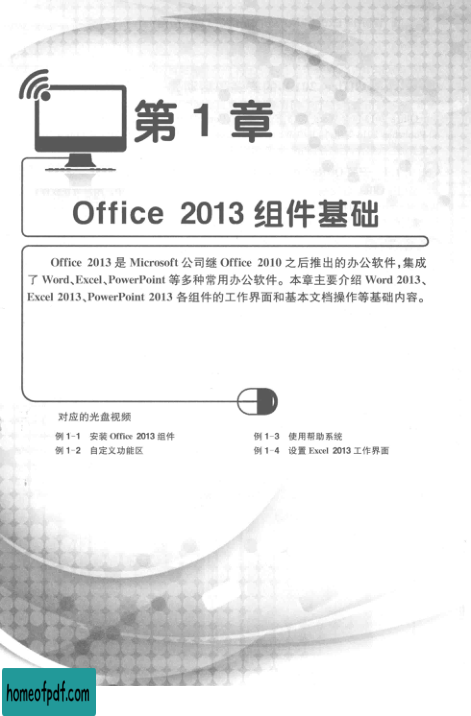 第 1 章
Office 2013 组件基础
Office 2013 是 Microsoft 公司继 Office 2010 之后推出的办公软件,集成
了 Word、Excel、PowerPoint 等多种常用办公软件。本章主要介绍 Word 2013、
Excel 2013、PowerPoint 2013 各组件的工作界面和基本文档操作等基础内容。
对应的光盘视频
例 1-1 安装 Office 2013 组件
例 1-2 自定义功能区
例 1-3 使用帮助系统
例 1-4 设置 Excel 2013 工作界面
homeofpdf.com